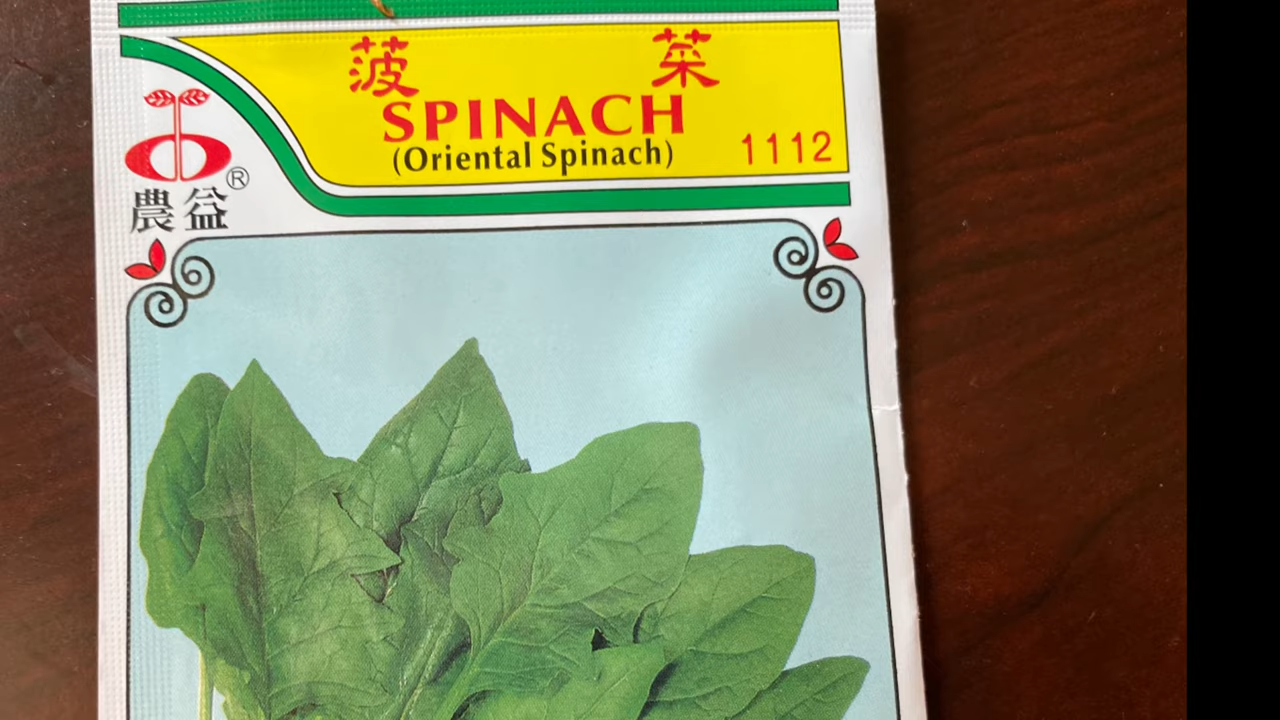 菠菜
SPINACH
(Oriental Spinach)
1112
農益®